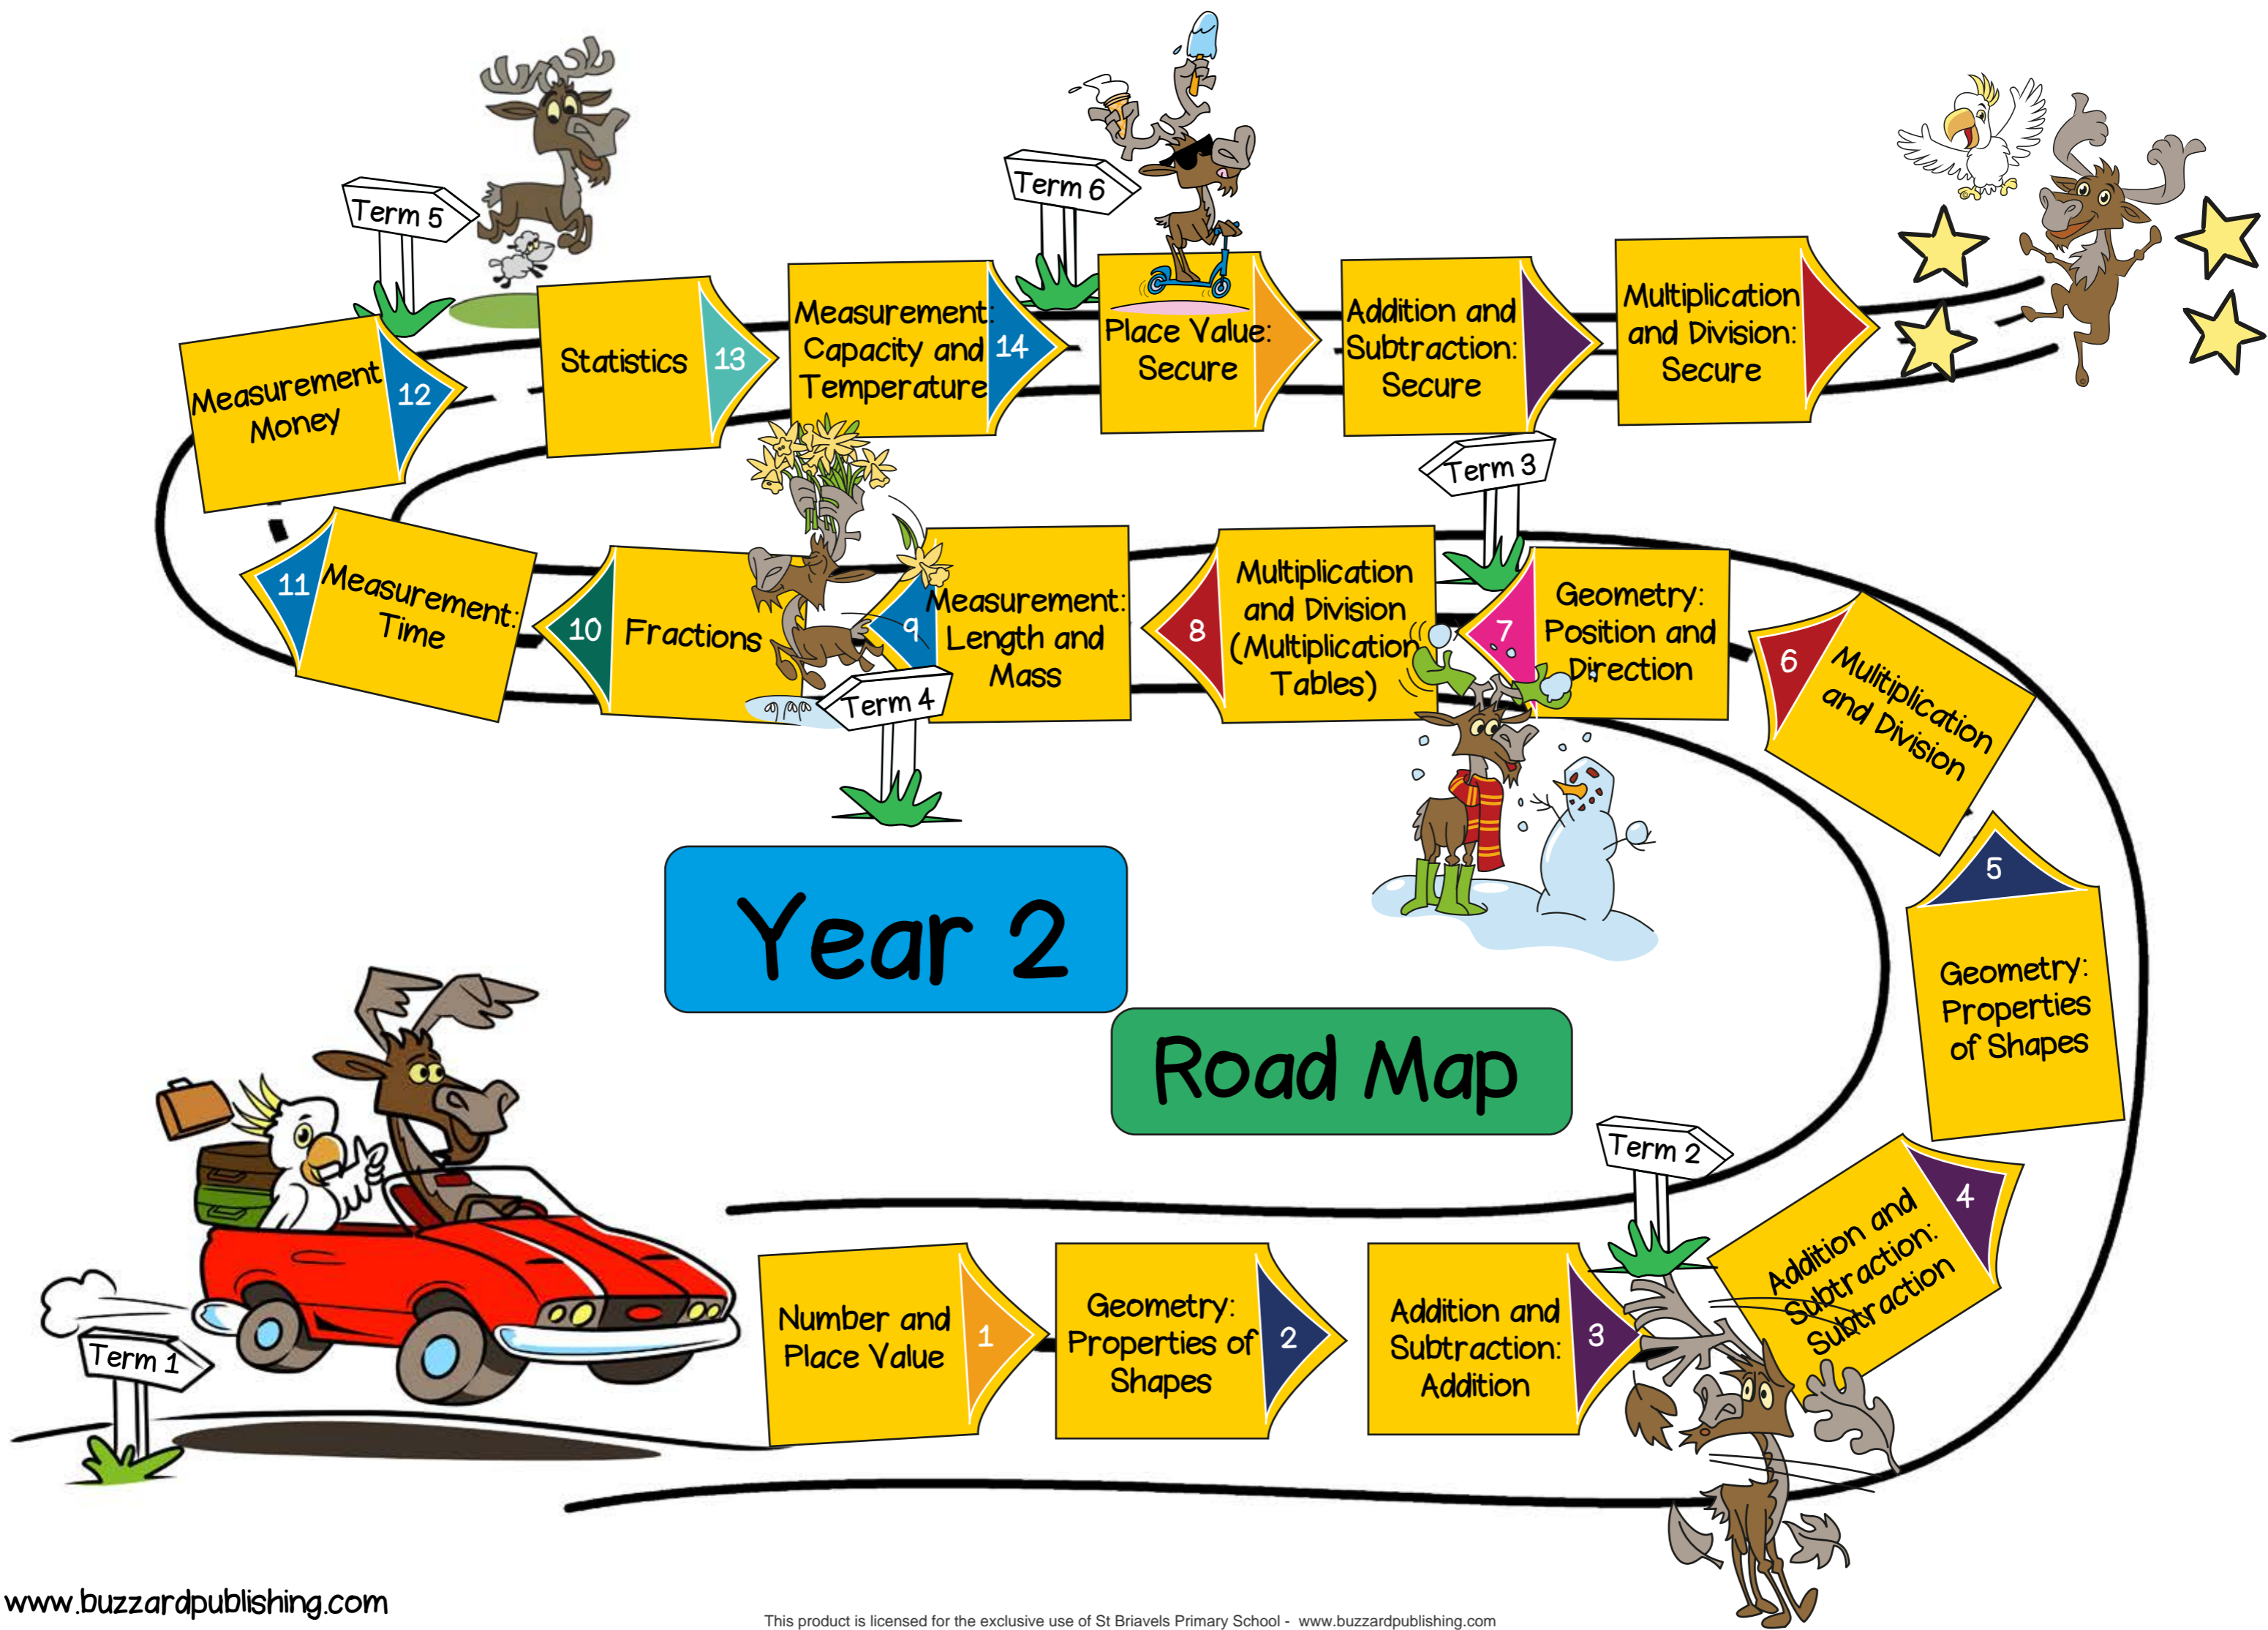 Term 5
Term 6
Measurement
Money
12
Statistics
13
Measurement:
Capacity and
Temperature
14
Place Value:
Secure
Addition and
Subtraction:
Secure
Multiplication
and Division:
Secure
Term 3
11
Measurement:
Time
10
Fractions
9
Measurement:
Length and
Mass
Term 4
8
Multiplication
and Division
(Multiplication
Tables)
7
Geometry:
Position and
Direction
6
Mulitiplication
and Division
5
Geometry:
Properties
of Shapes
Year 2
Road Map
Term 2
4
Addition and
Subtraction:
Subtraction
Term 1
Number and
Place Value
1
Geometry:
Properties of
Shapes
2
Addition and
Subtraction:
Addition
3
www.buzzardpublishing.com
This product is licensed for the exclusive use of St Briavels Primary School - www.buzzardpublishing.com